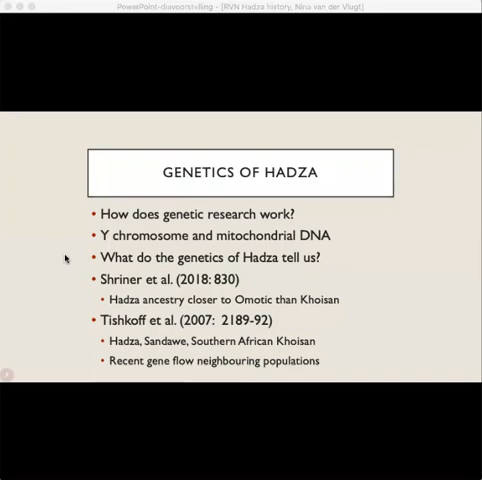 PowerPoint-diavoorstelling - [RVN Hadza history, Nina van der Vlugt]
GENETICS OF HADZA
• How does genetic research work?
• Y chromosome and mitochondrial DNA
• What do the genetics of Hadza tell us?
• Shriner et al. (2018: 830)
• Hadza ancestry closer to Omotic than Khoisan
• Tishkoff et al. (2007: 2189-92)
• Hadza, Sandawe, Southern African Khoisan
• Recent gene flow neighbouring populations